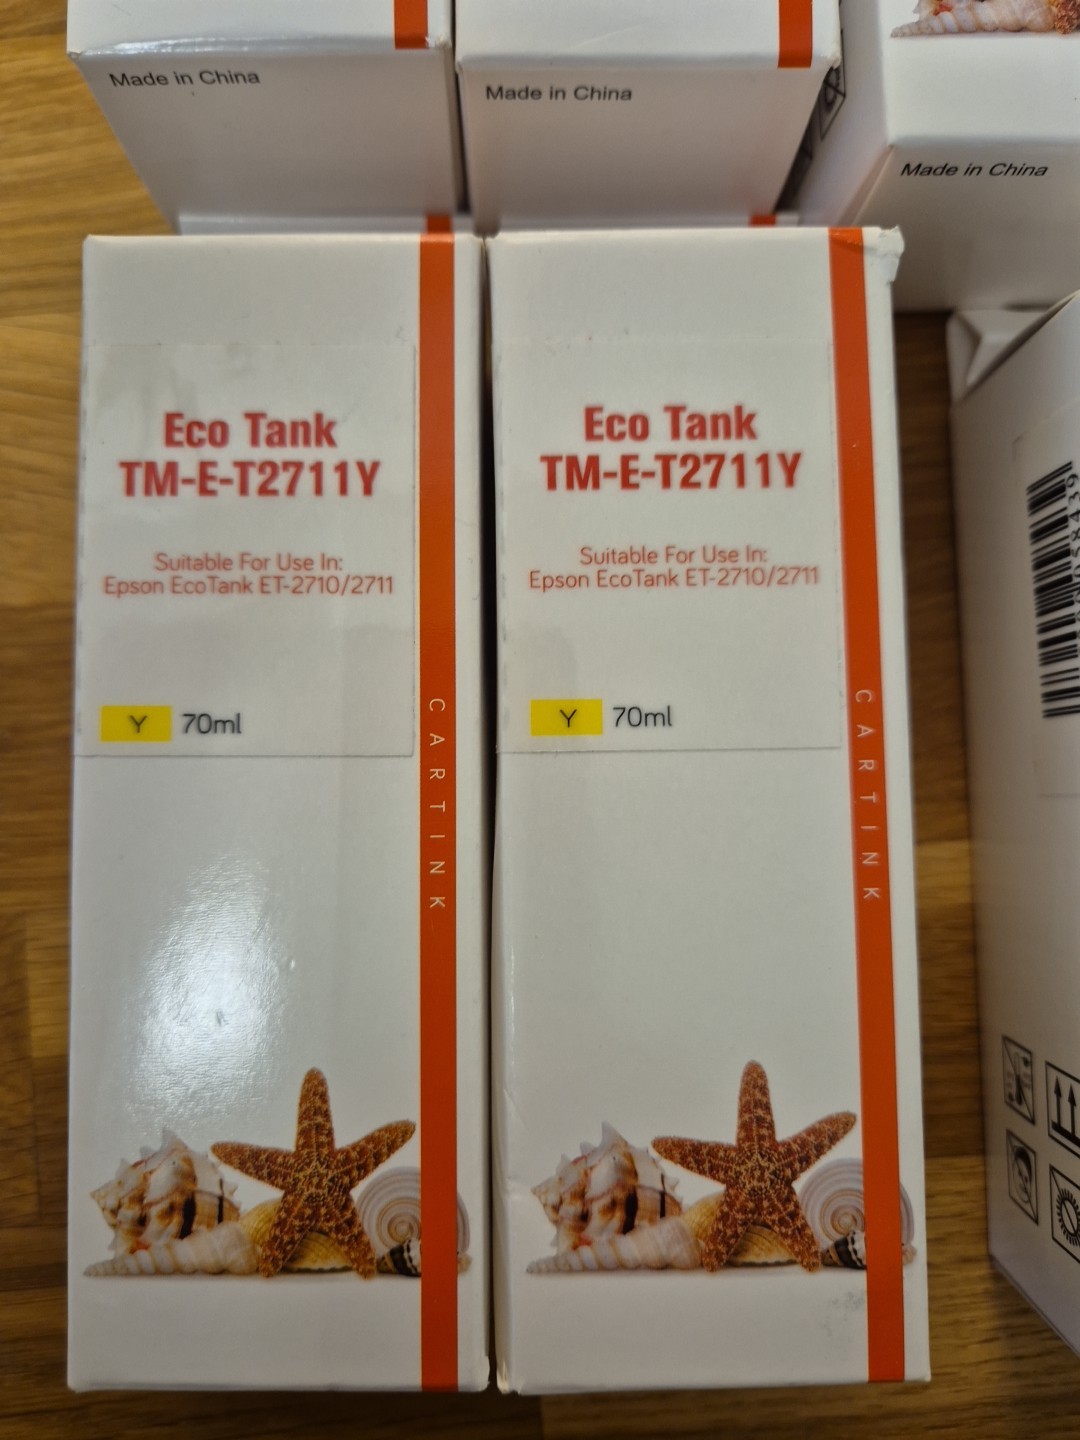 Made in China
Made in China
Made in China
Eco Tank
TM-E-T2711Y
Suitable For Use In:
Epson EcoTank ET-2710/2711
Y 70ml
CARTINK
Eco Tank
TM-E-T2711Y
Suitable For Use In:
Epson EcoTank ET-2710/2711
Y 70ml
CARTINK